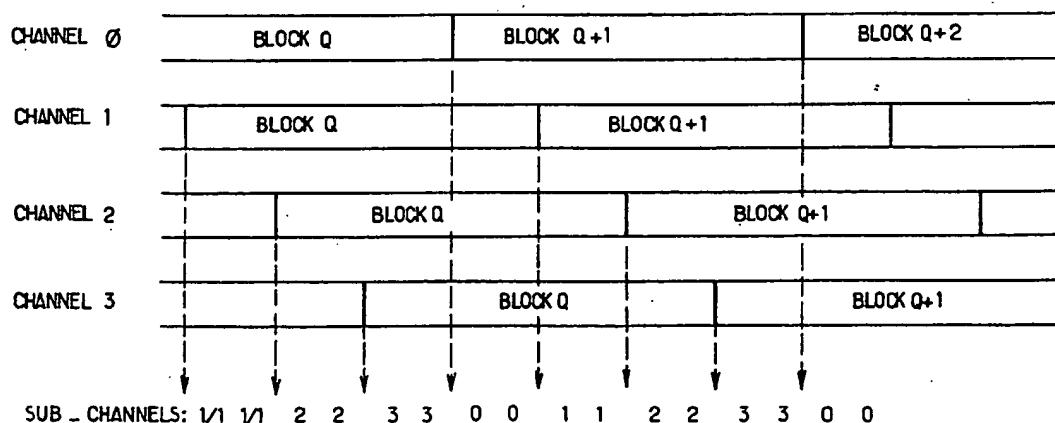 CHANNEL Ø BLOCK Q BLOCK Q+1 BLOCK Q+2
CHANNEL 1 BLOCK Q BLOCK Q+1
CHANNEL 2 BLOCK Q BLOCK Q+1
CHANNEL 3 BLOCK Q BLOCK Q+1
SUB_CHANNELS: 1/1 1/1 2 2 3 3 0 0 1 1 2 2 3 3 0 0